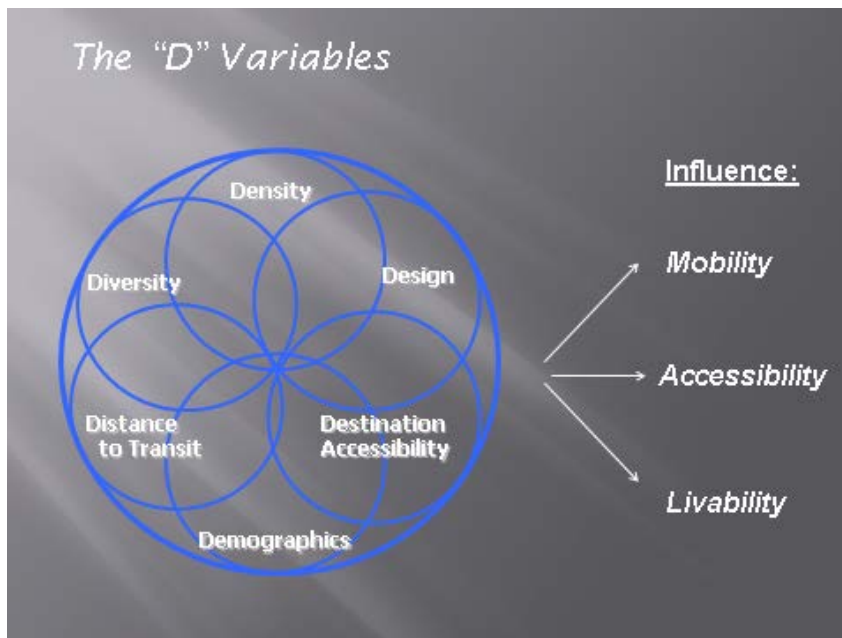 The “D” Variables
Influence:
Density
Diversity
Design
Mobility
Accessibility
Distance
to Transit
Destination
Accessibility
Livability
Demographics